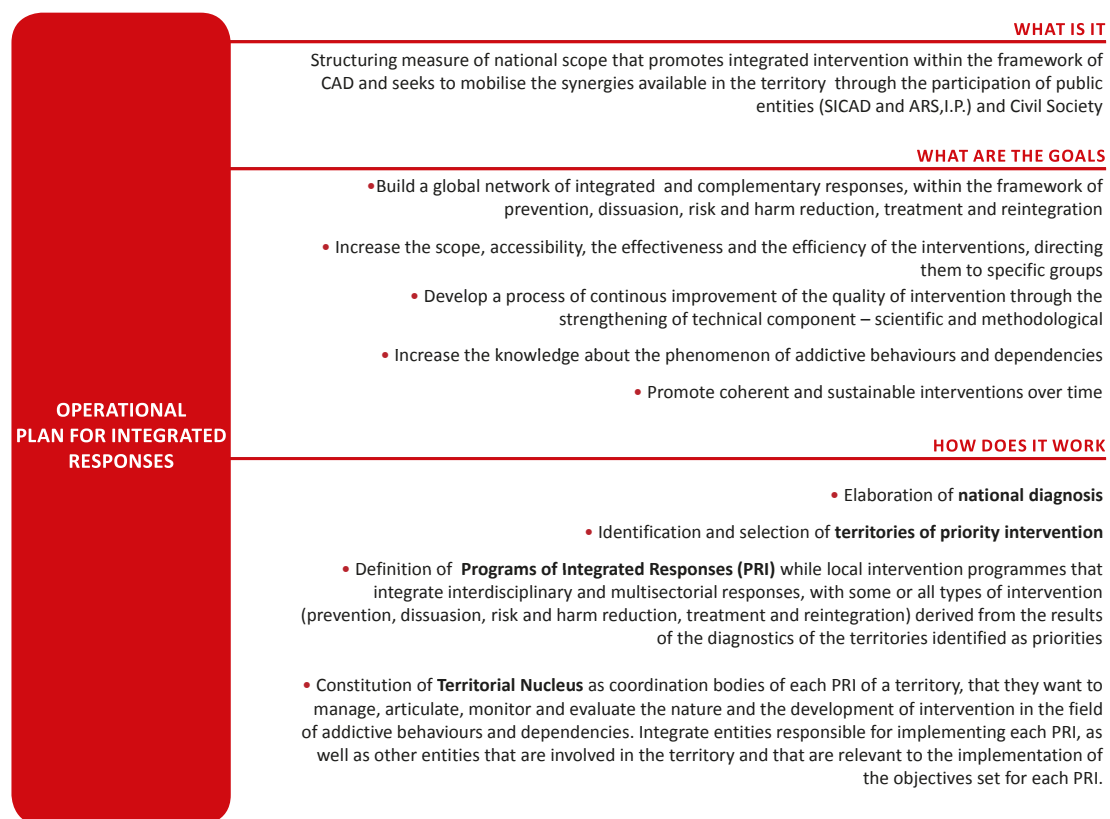 OPERATIONAL
PLAN FOR INTEGRATED
RESPONSES
WHAT IS IT
Structuring measure of national scope that promotes integrated intervention within the framework of
CAD and seeks to mobilise the synergies available in the territory through the participation of public
entities (SICAD and ARS,I.P.) and Civil Society
WHAT ARE THE GOALS
•Build a global network of integrated and complementary responses, within the framework of
prevention, dissuasion, risk and harm reduction, treatment and reintegration
• Increase the scope, accessibility, the effectiveness and the efficiency of the interventions, directing
them to specific groups
• Develop a process of continous improvement of the quality of intervention through the
strengthening of technical component – scientific and methodological
• Increase the knowledge about the phenomenon of addictive behaviours and dependencies
• Promote coherent and sustainable interventions over time
HOW DOES IT WORK
• Elaboration of national diagnosis
• Identification and selection of territories of priority intervention
• Definition of Programs of Integrated Responses (PRI) while local intervention programmes that
integrate interdisciplinary and multisectorial responses, with some or all types of intervention
(prevention, dissuasion, risk and harm reduction, treatment and reintegration) derived from the results
of the diagnostics of the territories identified as priorities
• Constitution of Territorial Nucleus as coordination bodies of each PRI of a territory, that they want to
manage, articulate, monitor and evaluate the nature and the development of intervention in the field
of addictive behaviours and dependencies. Integrate entities responsible for implementing each PRI, as
well as other entities that are involved in the territory and that are relevant to the implementation of
the objectives set for each PRI.